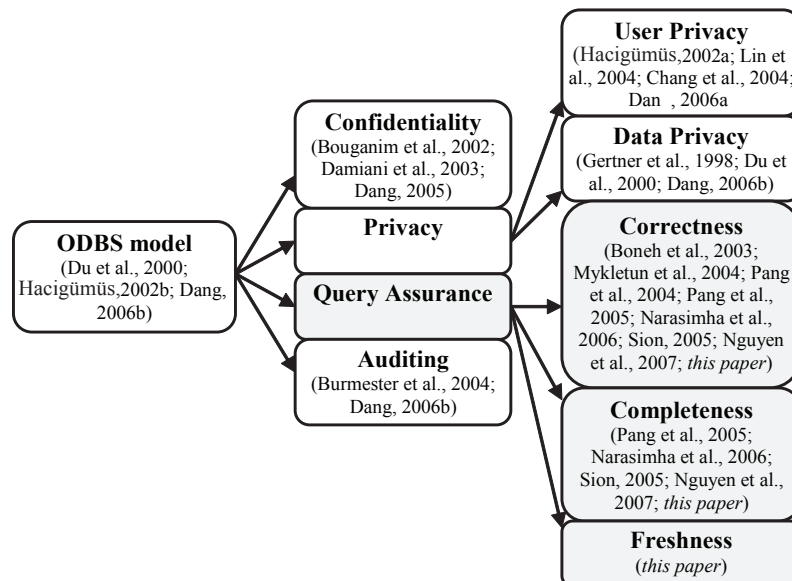 ODBS model
(Du et al., 2000;
Hacigümüs,2002b; Dang,
2006b)
Confidentiality
(Bouganim et al., 2002;
Damiani et al., 2003;
Dang, 2005)
Privacy
Query Assurance
Auditing
(Burmester et al., 2004;
Dang, 2006b)
User Privacy
(Hacigümüs,2002a; Lin et
al., 2004; Chang et al., 2004;
Dan , 2006a
Data Privacy
(Gertner et al., 1998; Du et
al., 2000; Dang, 2006b)
Correctness
(Boneh et al., 2003;
Mykletun et al., 2004; Pang
et al., 2004; Pang et al.,
2005; Narasimha et al.,
2006; Sion, 2005; Nguyen
et al., 2007; this paper)
Completeness
(Pang et al., 2005;
Narasimha et al., 2006;
Sion, 2005; Nguyen et al.,
2007; this paper)
Freshness
(this paper)